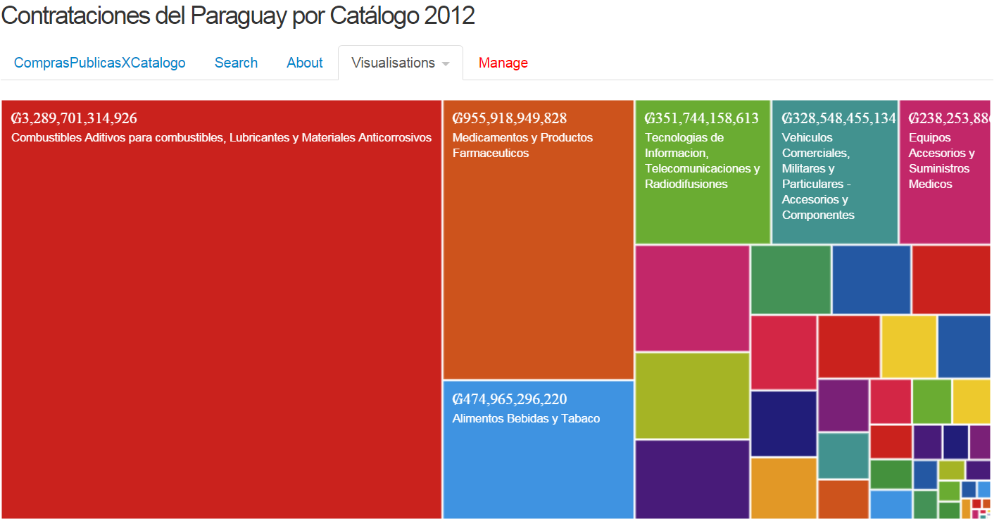 Contrataciones del Paraguay por Catálogo 2012
ComprasPublicasXCatalogo Search About Visualisations Manage
₲3,289,701,314,926
Combustibles Aditivos para combustibles, Lubricantes y Materiales Anticorrosivos
₲955,918,949,828
Medicamentos y Productos
Farmaceuticos
₲474,965,296,220
Alimentos Bebidas y Tabaco
₲351,744,158,613
Tecnologias de
Informacion,
Telecomunicaciones y
Radiodifusiones
₲328,548,455,134
Vehiculos
Comerciales,
Militares y
Particulares -
Accesorios y
Componentes
₲238,253,886
Equipos
Accesorios y
Suministros
Medicos